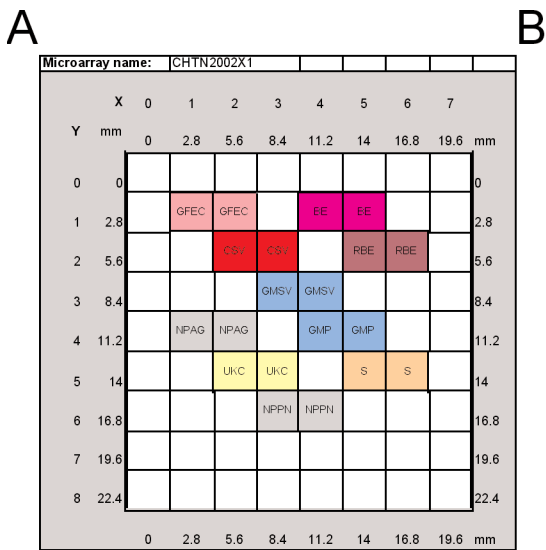 A B
Microarray name: CHTN2002X1
X 0 1 2 3 4 5 6 7
Y mm 0 2.8 5.6 8.4 11.2 14 16.8 19.6 mm
0 0 0
1 2.8 GFEC GFEC BE BE 2.8
2 5.6 CGV CGV RBE RBE 5.6
3 8.4 GMSV GMSV 8.4
4 11.2 NPAG NPAG GMP GMP 11.2
5 14 UKC UKC S S 14
6 16.8 NPPN NPPN 16.8
7 19.6 19.6
8 22.4 22.4
0 2.8 5.6 8.4 11.2 14 16.8 19.6 mm